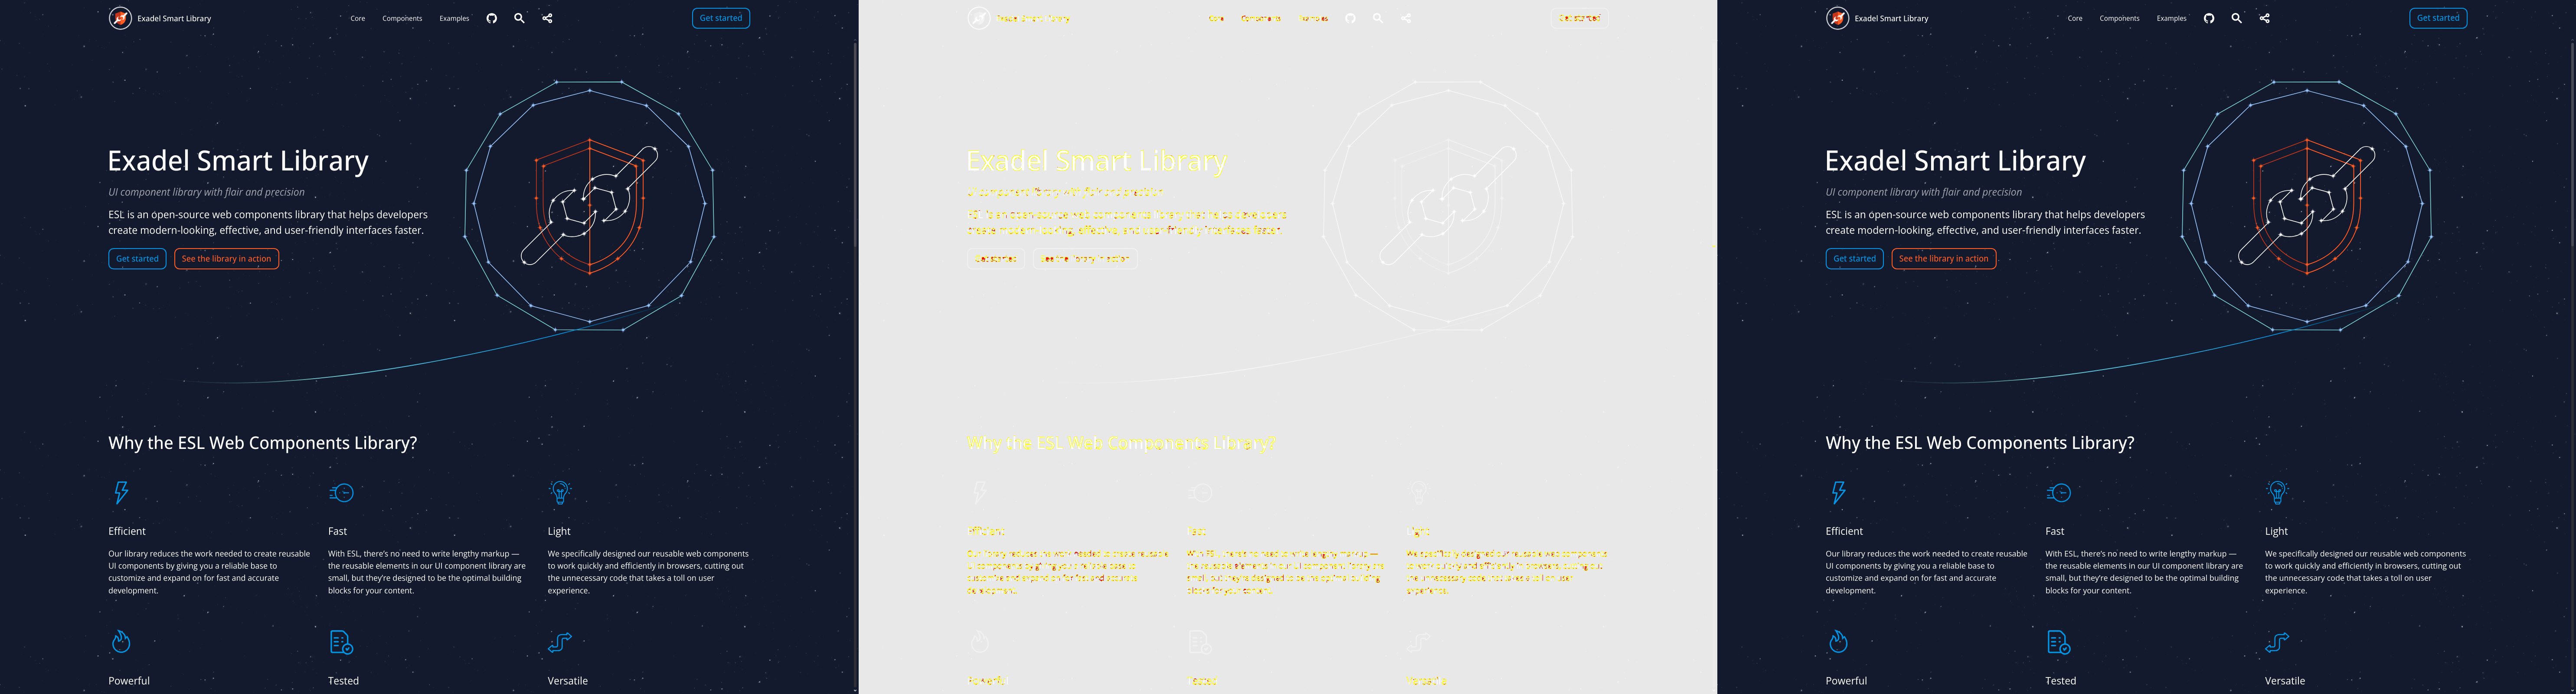 Exadel Smart Library
Core Components Examples
Get started
Exadel Smart Library
UI component library with flair and precision
ESL is an open-source web components library that helps developers
create modern-looking, effective, and user-friendly interfaces faster.
Get started See the library in action
Why the ESL Web Components Library?
Efficient
Our library reduces the work needed to create reusable
UI components by giving you a reliable base to
customize and expand on for fast and accurate
development.
Fast
With ESL, there's no need to write lengthy markup —
the reusable elements in our UI component library are
small, but they're designed to be the optimal building
blocks for your content.
Light
We specifically designed our reusable web components
to work quickly and efficiently in browsers, cutting out
the unnecessary code that takes a toll on user
experience.
Powerful
Tested
Versatile
Exadel Smart Library
Core Components Examples
Get started
Exadel Smart Library
UI component library with flair and precision
ESL is an open-source web components library that helps developers
create modern-looking, effective, and user-friendly interfaces faster.
Get started See the library in action
Why the ESL Web Components Library?
Efficient
Our library reduces the work needed to create reusable
UI components by giving you a reliable base to
customize and expand on for fast and accurate
development.
Fast
With ESL, there's no need to write lengthy markup —
the reusable elements in our UI component library are
small, but they're designed to be the optimal building
blocks for your content.
Light
We specifically designed our reusable web components
to work quickly and efficiently in browsers, cutting out
the unnecessary code that takes a toll on user
experience.
Powerful
Tested
Versatile
Exadel Smart Library
Core Components Examples
Get started
Exadel Smart Library
UI component library with flair and precision
ESL is an open-source web components library that helps developers
create modern-looking, effective, and user-friendly interfaces faster.
Get started See the library in action
Why the ESL Web Components Library?
Efficient
Our library reduces the work needed to create reusable
UI components by giving you a reliable base to
customize and expand on for fast and accurate
development.
Fast
With ESL, there's no need to write lengthy markup —
the reusable elements in our UI component library are
small, but they're designed to be the optimal building
blocks for your content.
Light
We specifically designed our reusable web components
to work quickly and efficiently in browsers, cutting out
the unnecessary code that takes a toll on user
experience.
Powerful
Tested
Versatile